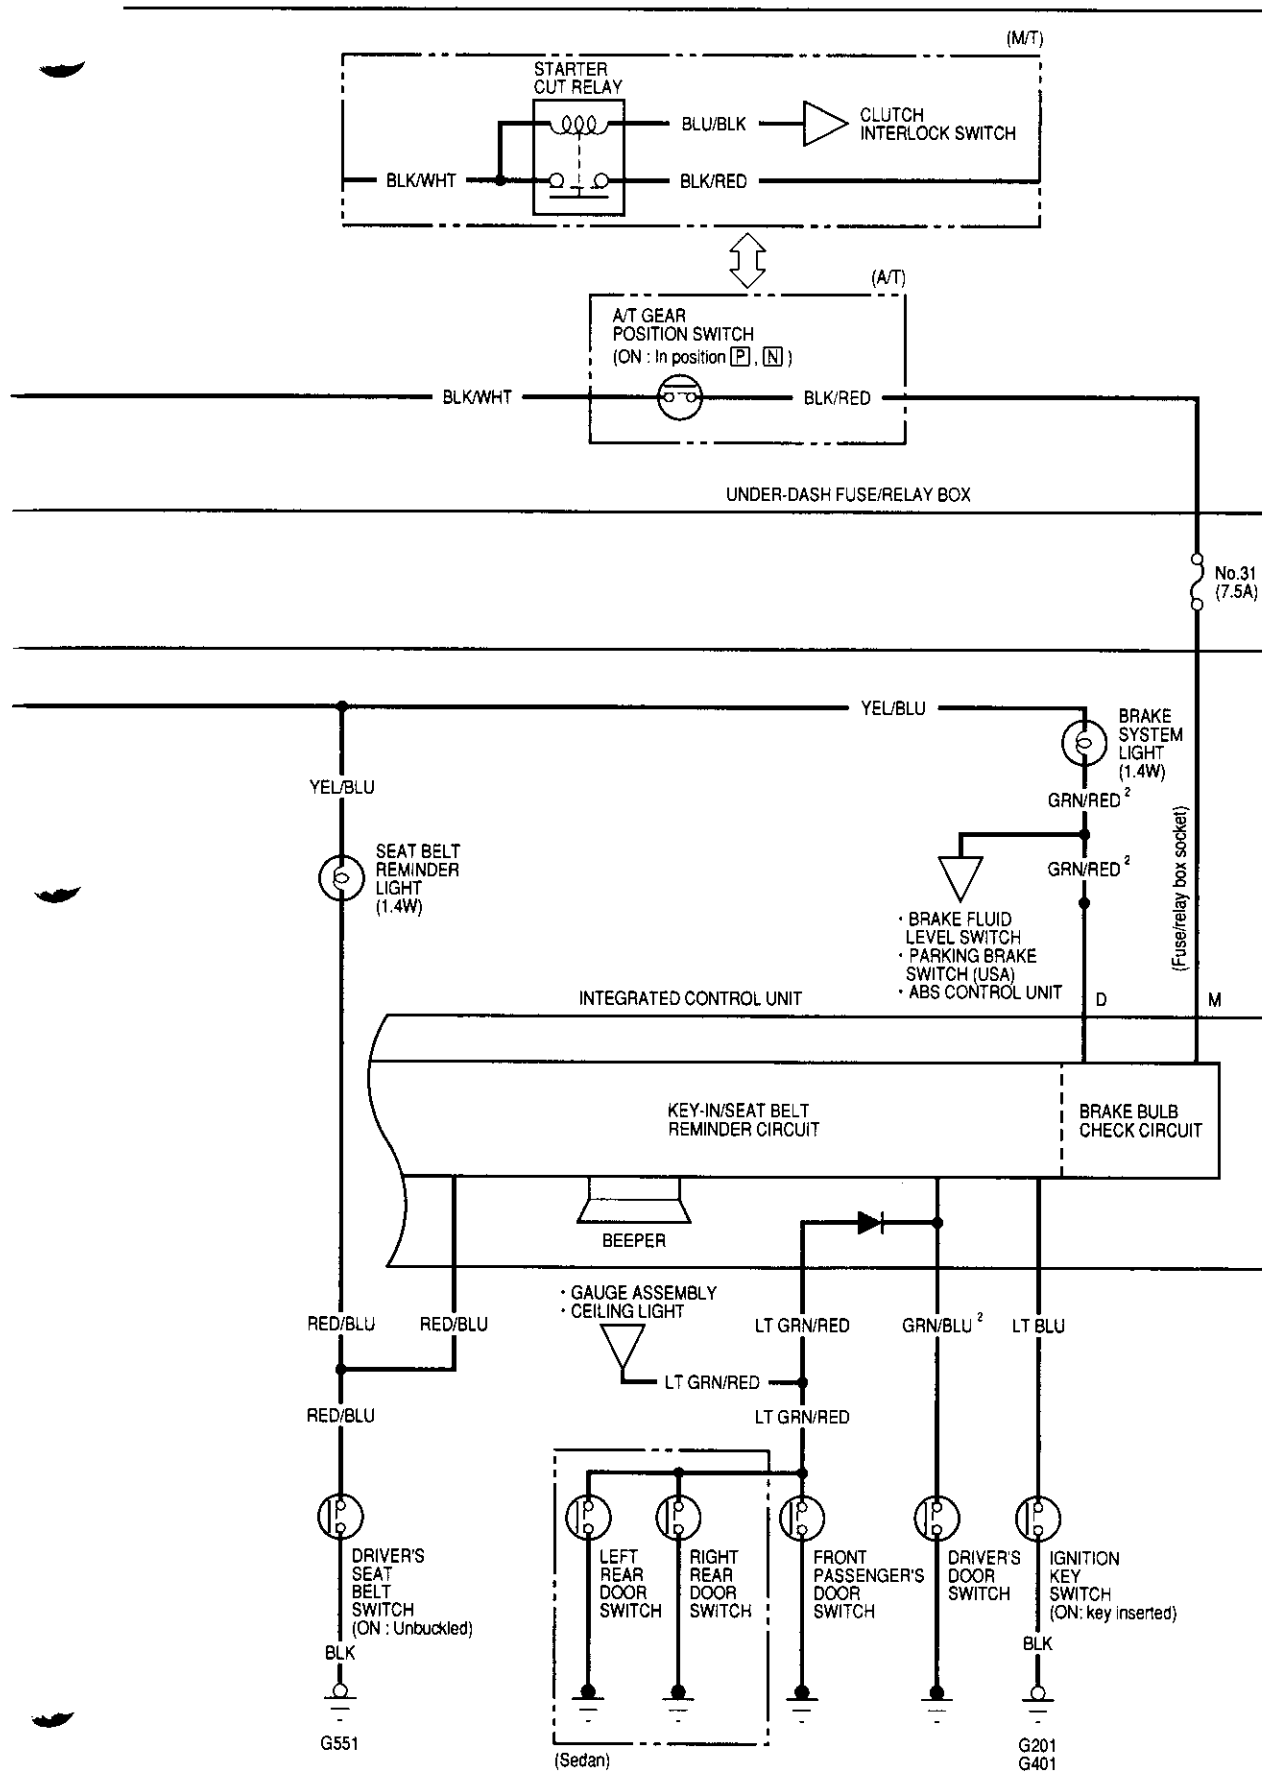 (M/T)
STARTER
CUT RELAY
BLU/BLK
CLUTCH
INTERLOCK SWITCH
BLK/WHT
BLK/RED
(A/T)
A/T GEAR
POSITION SWITCH
(ON : In position P , N )
BLK/WHT
BLK/RED
UNDER-DASH FUSE/RELAY BOX
No.31
(7.5A)
YEL/BLU
BRAKE
SYSTEM
LIGHT
(1.4W)
YEL/BLU
GRN/RED 2
SEAT BELT
REMINDER
LIGHT
(1.4W)
GRN/RED 2
(Fuse/relay box socket)
· BRAKE FLUID
LEVEL SWITCH
· PARKING BRAKE
SWITCH (USA)
· ABS CONTROL UNIT
INTEGRATED CONTROL UNIT
D
M
KEY-IN/SEAT BELT
REMINDER CIRCUIT
BRAKE BULB
CHECK CIRCUIT
BEEPER
· GAUGE ASSEMBLY
· CEILING LIGHT
RED/BLU
RED/BLU
LT GRN/RED
GRN/BLU 2
LT BLU
LT GRN/RED
RED/BLU
LT GRN/RED
DRIVER'S
SEAT
BELT
SWITCH
(ON : Unbuckled)
LEFT
REAR
DOOR
SWITCH
RIGHT
REAR
DOOR
SWITCH
FRONT
PASSENGER'S
DOOR
SWITCH
DRIVER'S
DOOR
SWITCH
IGNITION
KEY
SWITCH
(ON: key inserted)
BLK
BLK
G551
(Sedan)
G201
G401